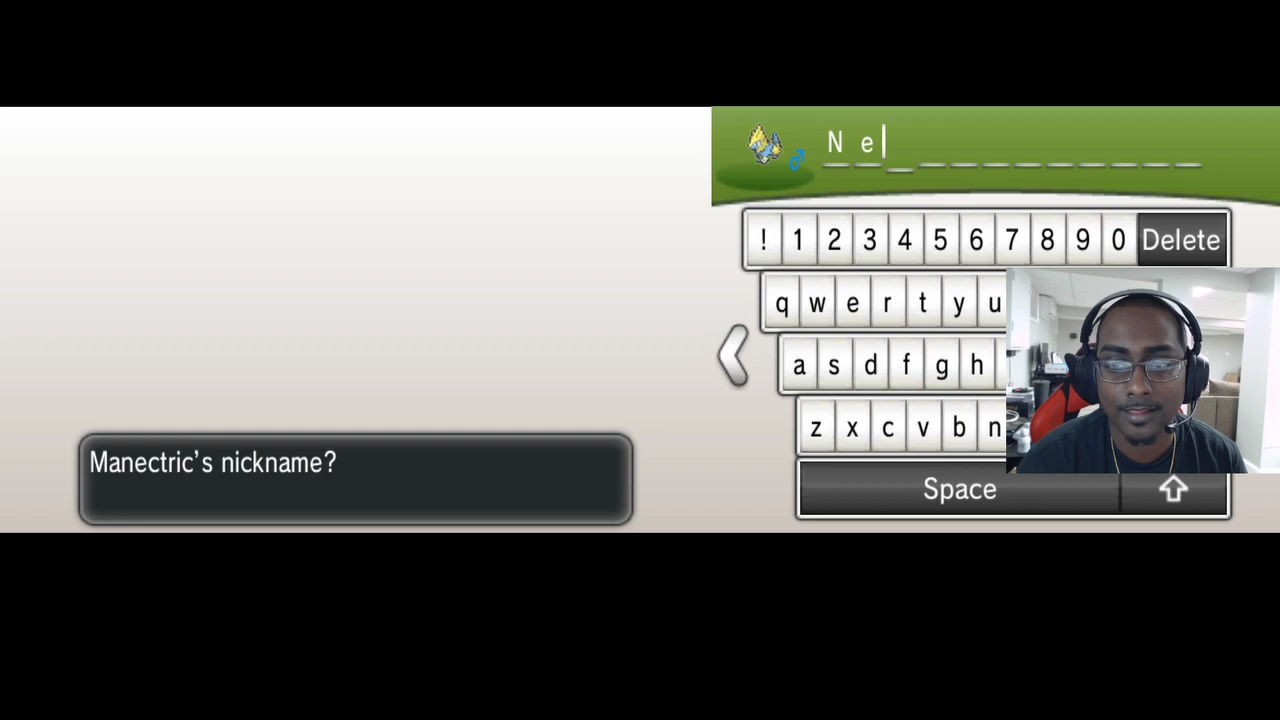 N e
! 1 2 3 4 5 6 7 8 9 0 Delete
q w e r t y u
a s d f g h
z x c v b n
Space
Manectric's nickname?